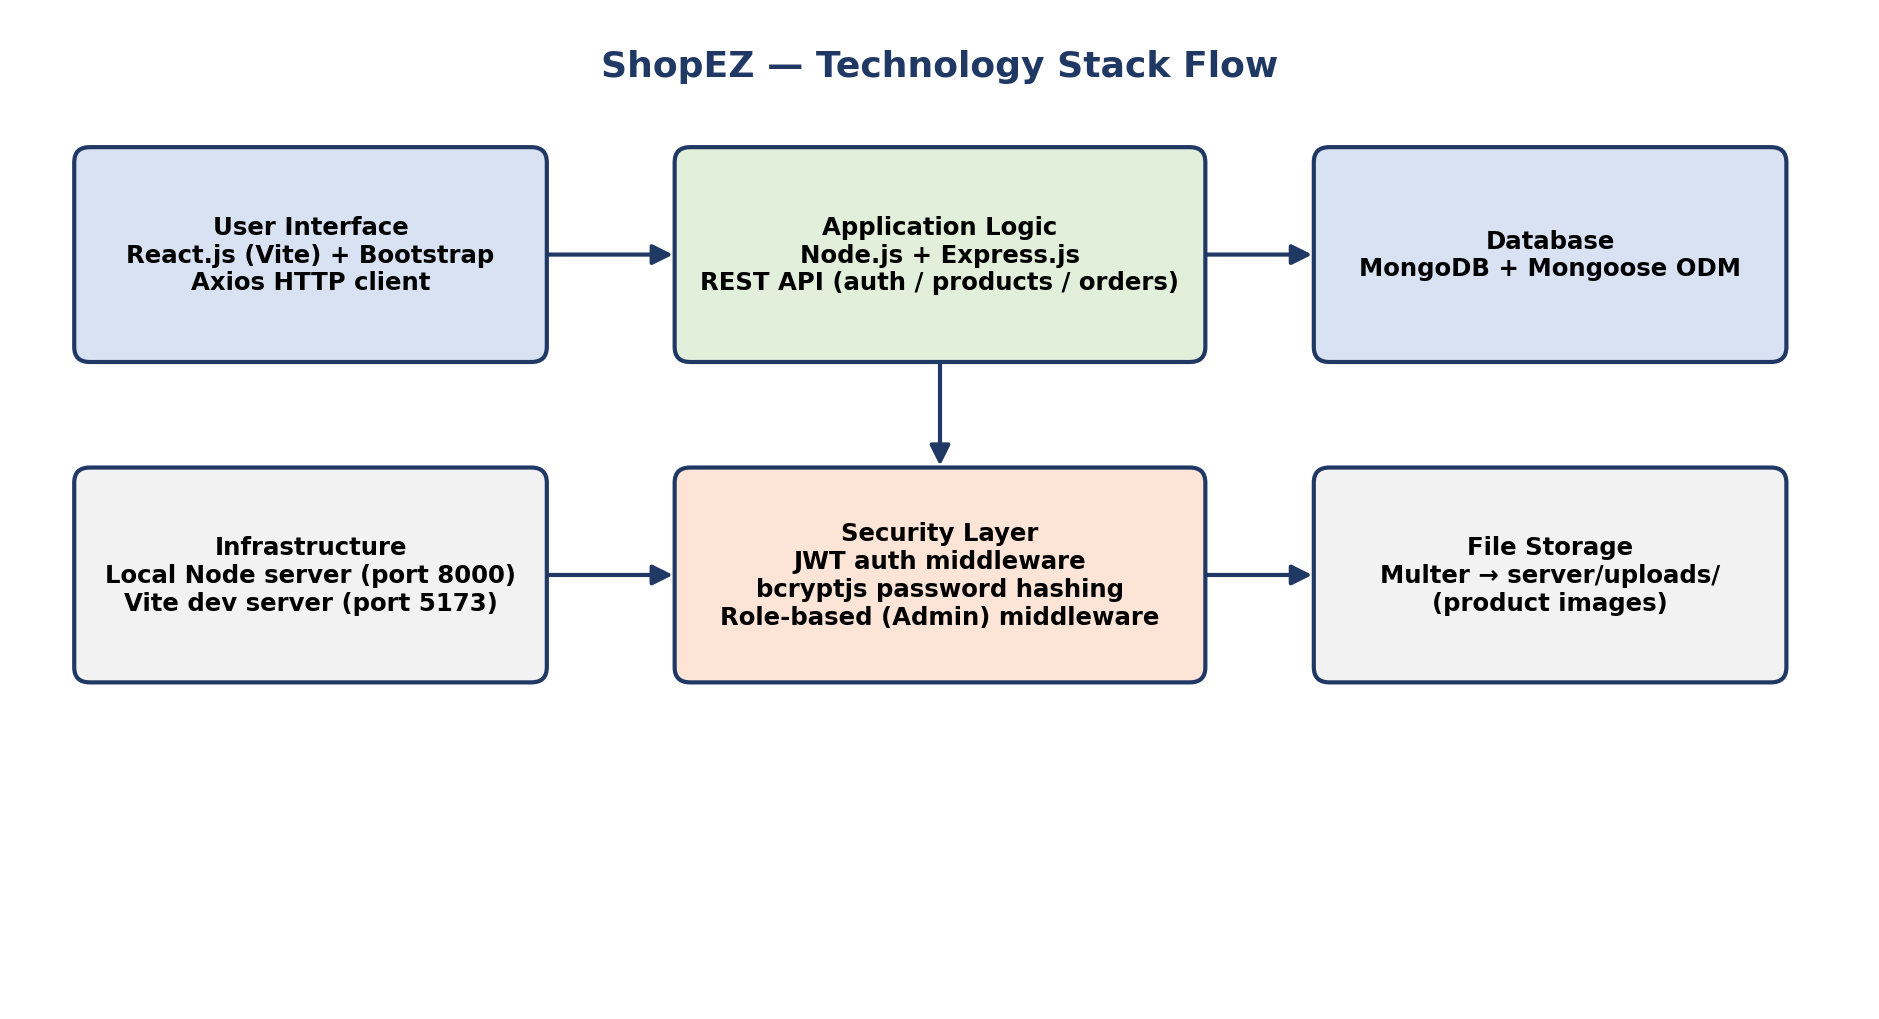 ShopEZ — Technology Stack Flow
User Interface
React.js (Vite) + Bootstrap
Axios HTTP client
Application Logic
Node.js + Express.js
REST API (auth / products / orders)
Database
MongoDB + Mongoose ODM
Infrastructure
Local Node server (port 8000)
Vite dev server (port 5173)
Security Layer
JWT auth middleware
bcryptjs password hashing
Role-based (Admin) middleware
File Storage
Multer → server/uploads/
(product images)